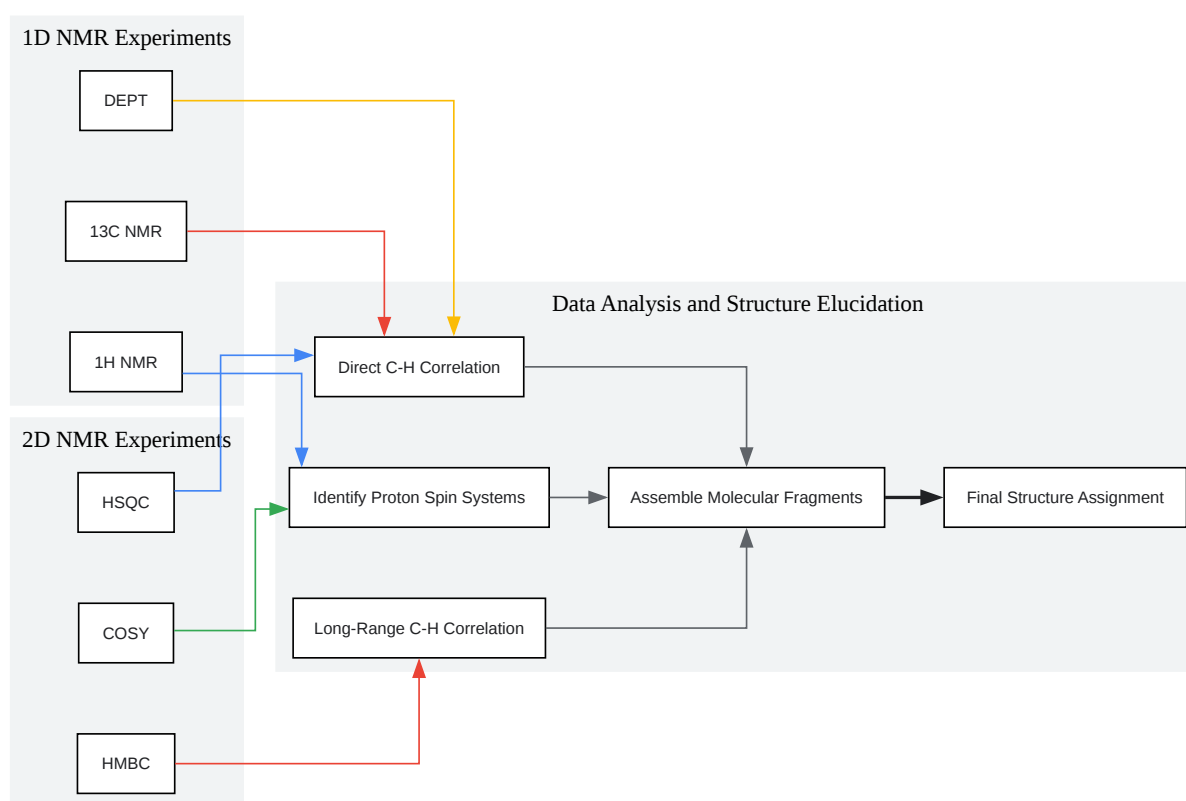 1D NMR Experiments
DEPT
13C NMR
1H NMR
2D NMR Experiments
HSQC
COSY
HMBC
Data Analysis and Structure Elucidation
Direct C-H Correlation
Identify Proton Spin Systems
Assemble Molecular Fragments
Final Structure Assignment
Long-Range C-H Correlation